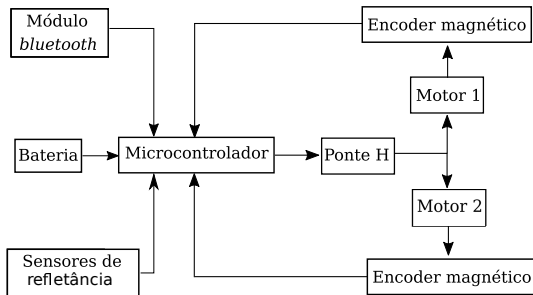 Módulo
bluetooth
Encoder magnético
Motor 1
Bateria
Microcontrolador
Ponte H
Motor 2
Sensores de
refletância
Encoder magnético